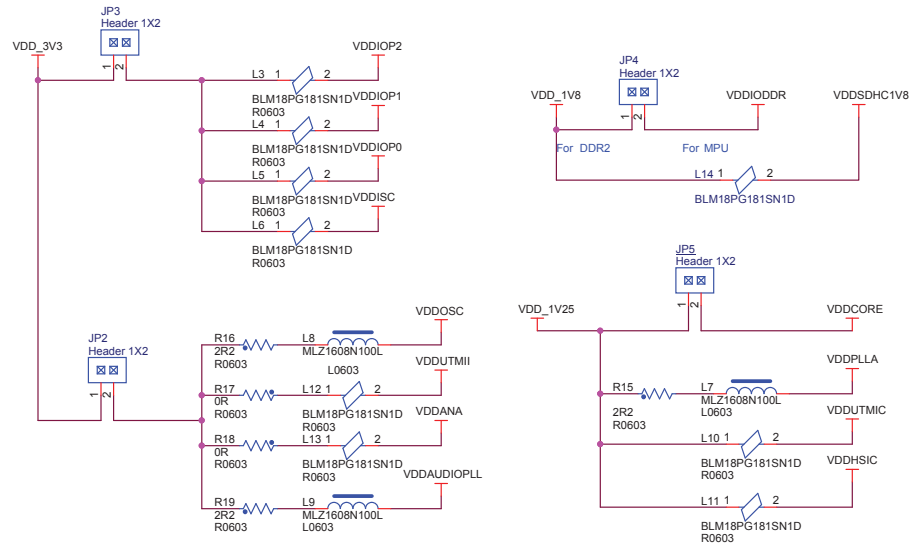 JP3
Header 1X2
VDD_3V3
1
2
VDDIOP2
L3 1 2
BLM18PG181SN1D
R0603
VDDIOP1
L4 1 2
BLM18PG181SN1D
R0603
VDDIOP0
L5 1 2
BLM18PG181SN1D
R0603
VDDISC
L6 1 2
BLM18PG181SN1D
R0603
JP2
Header 1X2
1
2
VDDOSC
R16
2R2
R0603
L8
MLZ1608N100L
L0603
VDDUTMII
R17
0R
R0603
L12 1 2
BLM18PG181SN1D
R0603
VDDANA
R18
0R
R0603
L13 1 2
BLM18PG181SN1D
R0603
VDDAUDIOPLL
R19
2R2
R0603
L9
MLZ1608N100L
L0603
JP4
Header 1X2
VDD_1V8
1
2
VDDIODDR
VDDSDHC1V8
For DDR2
For MPU
L14 1 2
BLM18PG181SN1D
JP5
Header 1X2
VDD_1V25
1
2
VDDCORE
VDDPLLA
R15
2R2
R0603
L7
MLZ1608N100L
L0603
VDDUTMIC
L10 1 2
BLM18PG181SN1D
R0603
VDDHSIC
L11 1 2
BLM18PG181SN1D
R0603